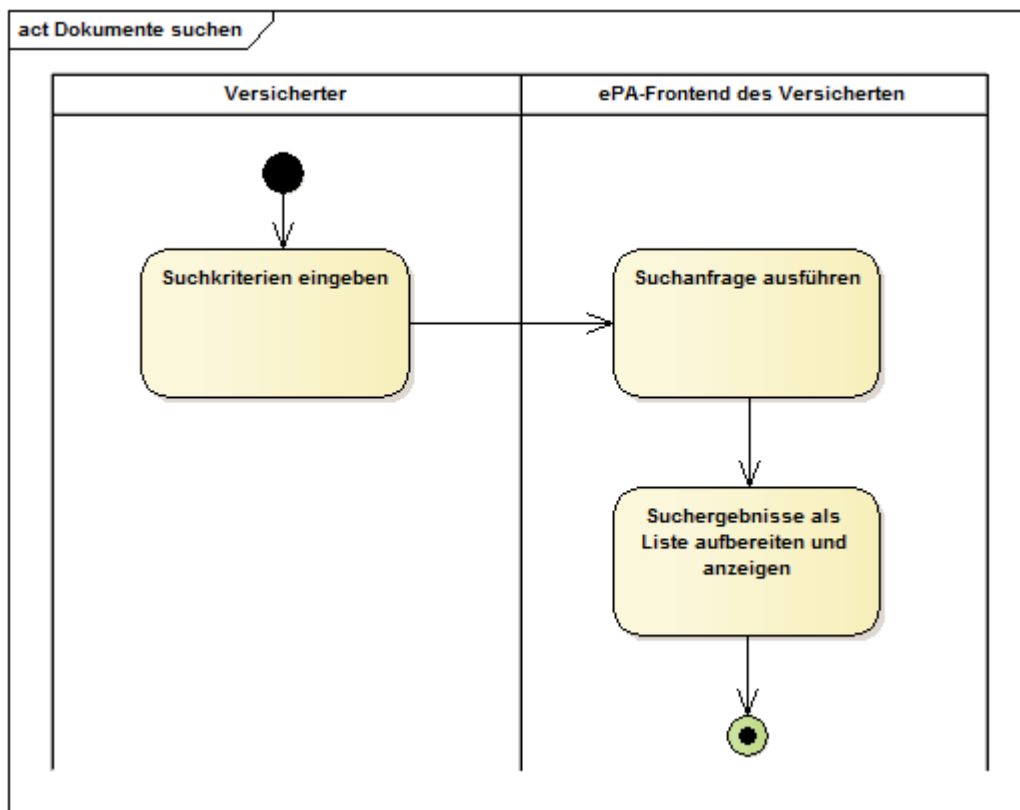 act Dokumente suchen
Versicherter
ePA-Frontend des Versicherten
Suchkriterien eingeben
Suchanfrage ausführen
Suchergebnisse als
Liste aufbereiten und
anzeigen